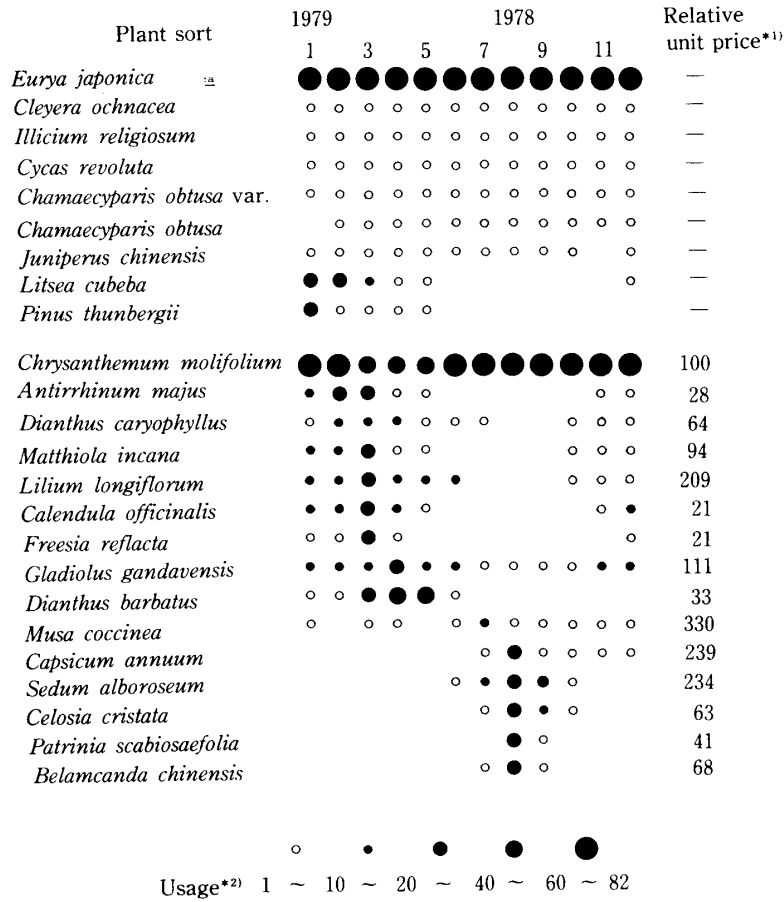 Plant sort 1979 1978 Relative
unit price*1)
1 3 5 7 9 11
Eurya japonica —
Cleyera ochnacea —
Illicium religiosum —
Cycas revoluta —
Chamaecyparis obtusa var. —
Chamaecyparis obtusa —
Juniperus chinensis —
Litsea cubeba —
Pinus thunbergii —
Chrysanthemum molifolium 100
Antirrhinum majus 28
Dianthus caryophyllus 64
Matthiola incana 94
Lilium longiflorum 209
Calendula officinalis 21
Freesia reflacta 21
Gladiolus gandavensis 111
Dianthus barbatus 33
Musa coccinea 330
Capsicum annuum 239
Sedum alboroseum 234
Celosia cristata 63
Patrinia scabiosaefolia 41
Belamcanda chinensis 68
Usage*2) 1 ~ 10 ~ 20 ~ 40 ~ 60 ~ 82